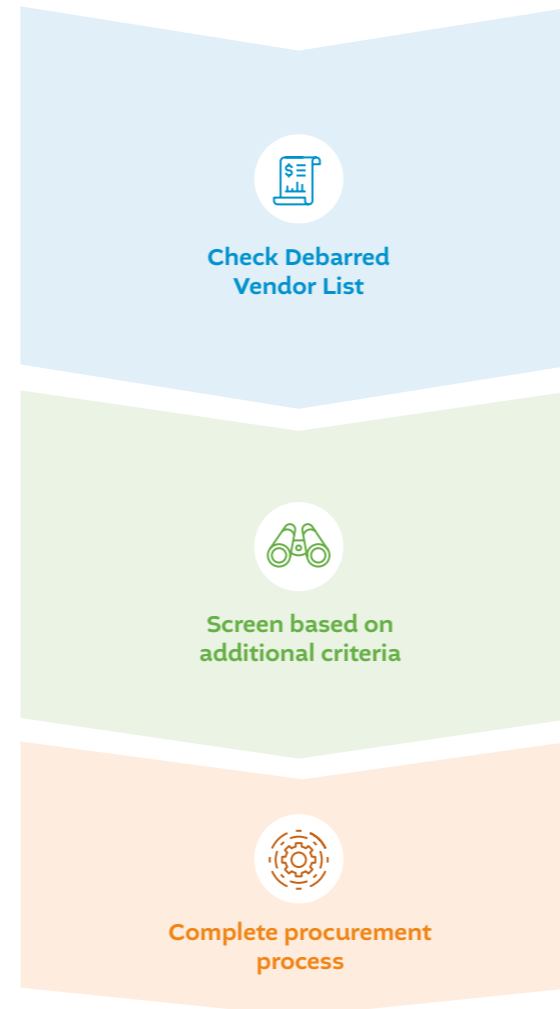 Check Debarred
Vendor List
Screen based on
additional criteria
Complete procurement
process